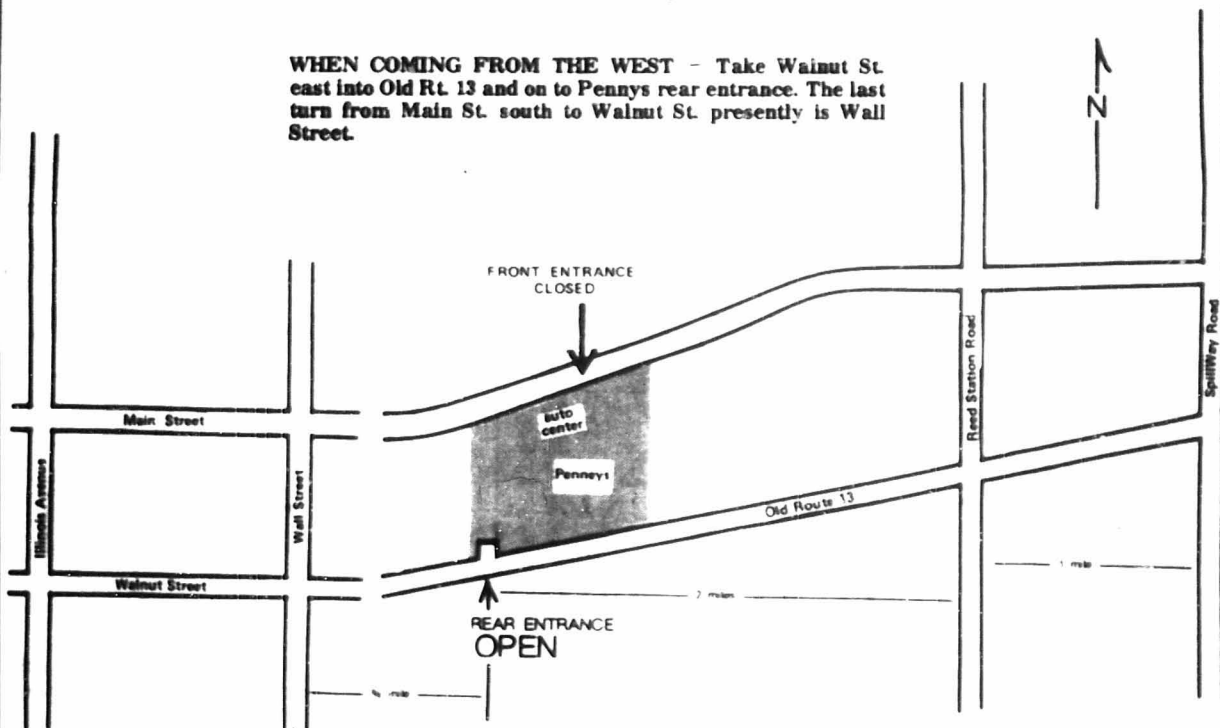 WHEN COMING FROM THE WEST - Take Walnut St.
east into Old Rt. 13 and on to Pennys rear entrance. The last
turn from Main St. south to Walnut St. presently is Wall
Street.
N
FRONT ENTRANCE
CLOSED
Main Street
auto
center
Penneys
Illinois Avenue
Wall Street
Reed Station Road
SpillWay Road
Old Route 13
Walnut Street
1 mile
2 miles
REAR ENTRANCE
OPEN
mile